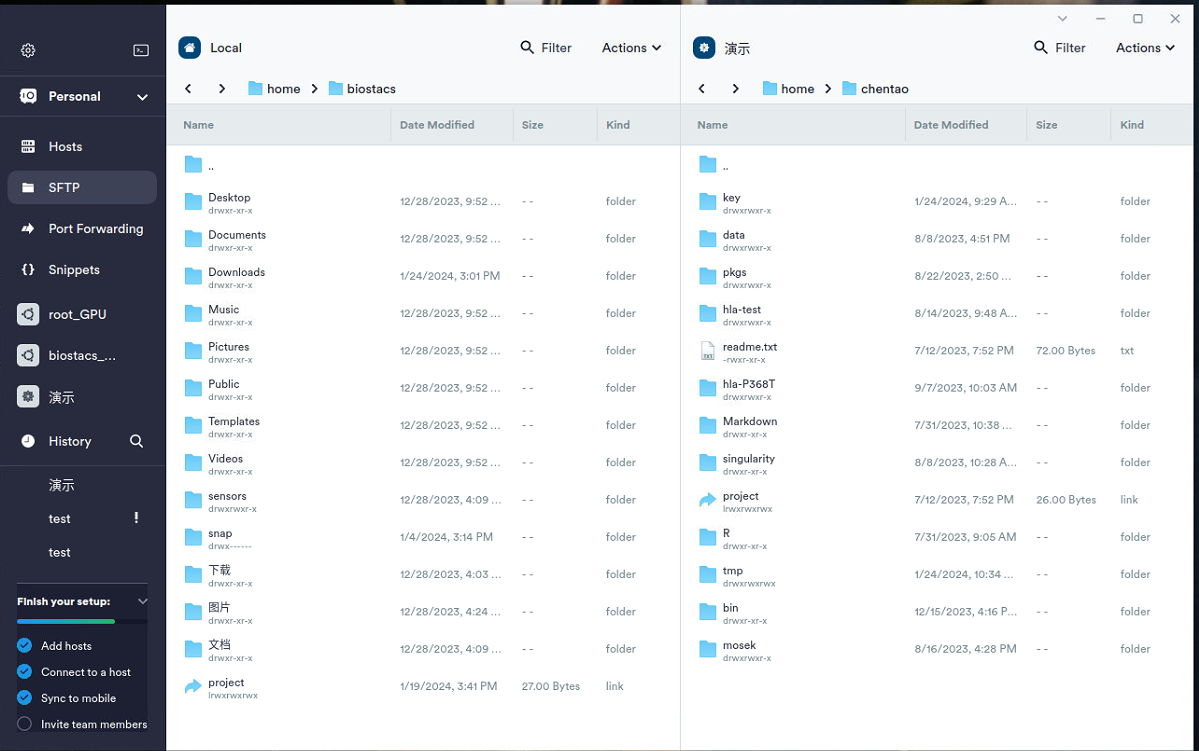 Personal
Hosts
SFTP
Port Forwarding
Snippets
root_GPU
biostacs_...
演示
History
演示
test !
test
Finish your setup:
Add hosts
Connect to a host
Sync to mobile
Invite team members
Local Filter Actions
home biostacs
Name Date Modified Size Kind
..
Desktop
drwxr-xr-x 12/28/2023, 9:52 ... - - folder
Documents
drwxr-xr-x 12/28/2023, 9:52 ... - - folder
Downloads
drwxr-xr-x 1/24/2024, 3:01 PM - - folder
Music
drwxr-xr-x 12/28/2023, 9:52 ... - - folder
Pictures
drwxr-xr-x 12/28/2023, 9:52 ... - - folder
Public
drwxr-xr-x 12/28/2023, 9:52 ... - - folder
Templates
drwxr-xr-x 12/28/2023, 9:52 ... - - folder
Videos
drwxr-xr-x 12/28/2023, 9:52 ... - - folder
sensors
drwxrwxr-x 12/28/2023, 4:09 ... - - folder
snap
drwx------ 1/4/2024, 3:14 PM - - folder
下载
drwxr-xr-x 12/28/2023, 4:03 ... - - folder
图片
drwxr-xr-x 12/28/2023, 4:24 ... - - folder
文档
drwxr-xr-x 12/28/2023, 4:09 ... - - folder
project
lrwxrwxrwx 1/19/2024, 3:41 PM 27.00 Bytes link
演示 Filter Actions
home chentao
Name Date Modified Size Kind
..
key
drwxrwxr-x 1/24/2024, 9:29 A... - - folder
data
drwxrwxr-x 8/8/2023, 4:51 PM - - folder
pkgs
drwxrwxr-x 8/22/2023, 2:50 ... - - folder
hla-test
drwxrwxr-x 8/14/2023, 9:48 A... - - folder
readme.txt
-rwxr-xr-x 7/12/2023, 7:52 PM 72.00 Bytes txt
hla-P368T
drwxrwxr-x 9/7/2023, 10:03 AM - - folder
Markdown
drwxr-xr-x 7/31/2023, 10:38 ... - - folder
singularity
drwxr-xr-x 8/8/2023, 10:28 A... - - folder
project
lrwxrwxrwx 7/12/2023, 7:52 PM 26.00 Bytes link
R
drwxr-xr-x 7/31/2023, 9:05 AM - - folder
tmp
drwxrwxrwx 1/24/2024, 10:34 ... - - folder
bin
drwxr-xr-x 12/15/2023, 4:16 P... - - folder
mosek
drwxrwxr-x 8/16/2023, 4:28 PM - - folder